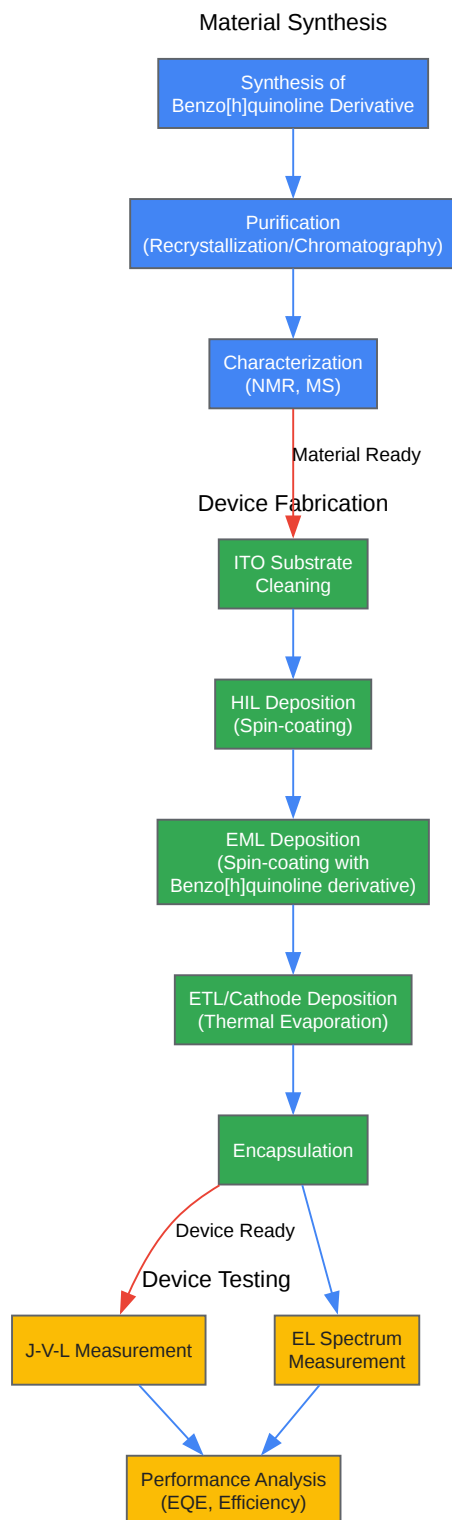 Material Synthesis
Synthesis of
Benzo[h]quinoline Derivative
Purification
(Recrystallization/Chromatography)
Characterization
(NMR, MS)
Material Ready
Device Fabrication
ITO Substrate
Cleaning
HIL Deposition
(Spin-coating)
EML Deposition
(Spin-coating with
Benzo[h]quinoline derivative)
ETL/Cathode Deposition
(Thermal Evaporation)
Encapsulation
Device Ready
Device Testing
J-V-L Measurement
EL Spectrum
Measurement
Performance Analysis
(EQE, Efficiency)